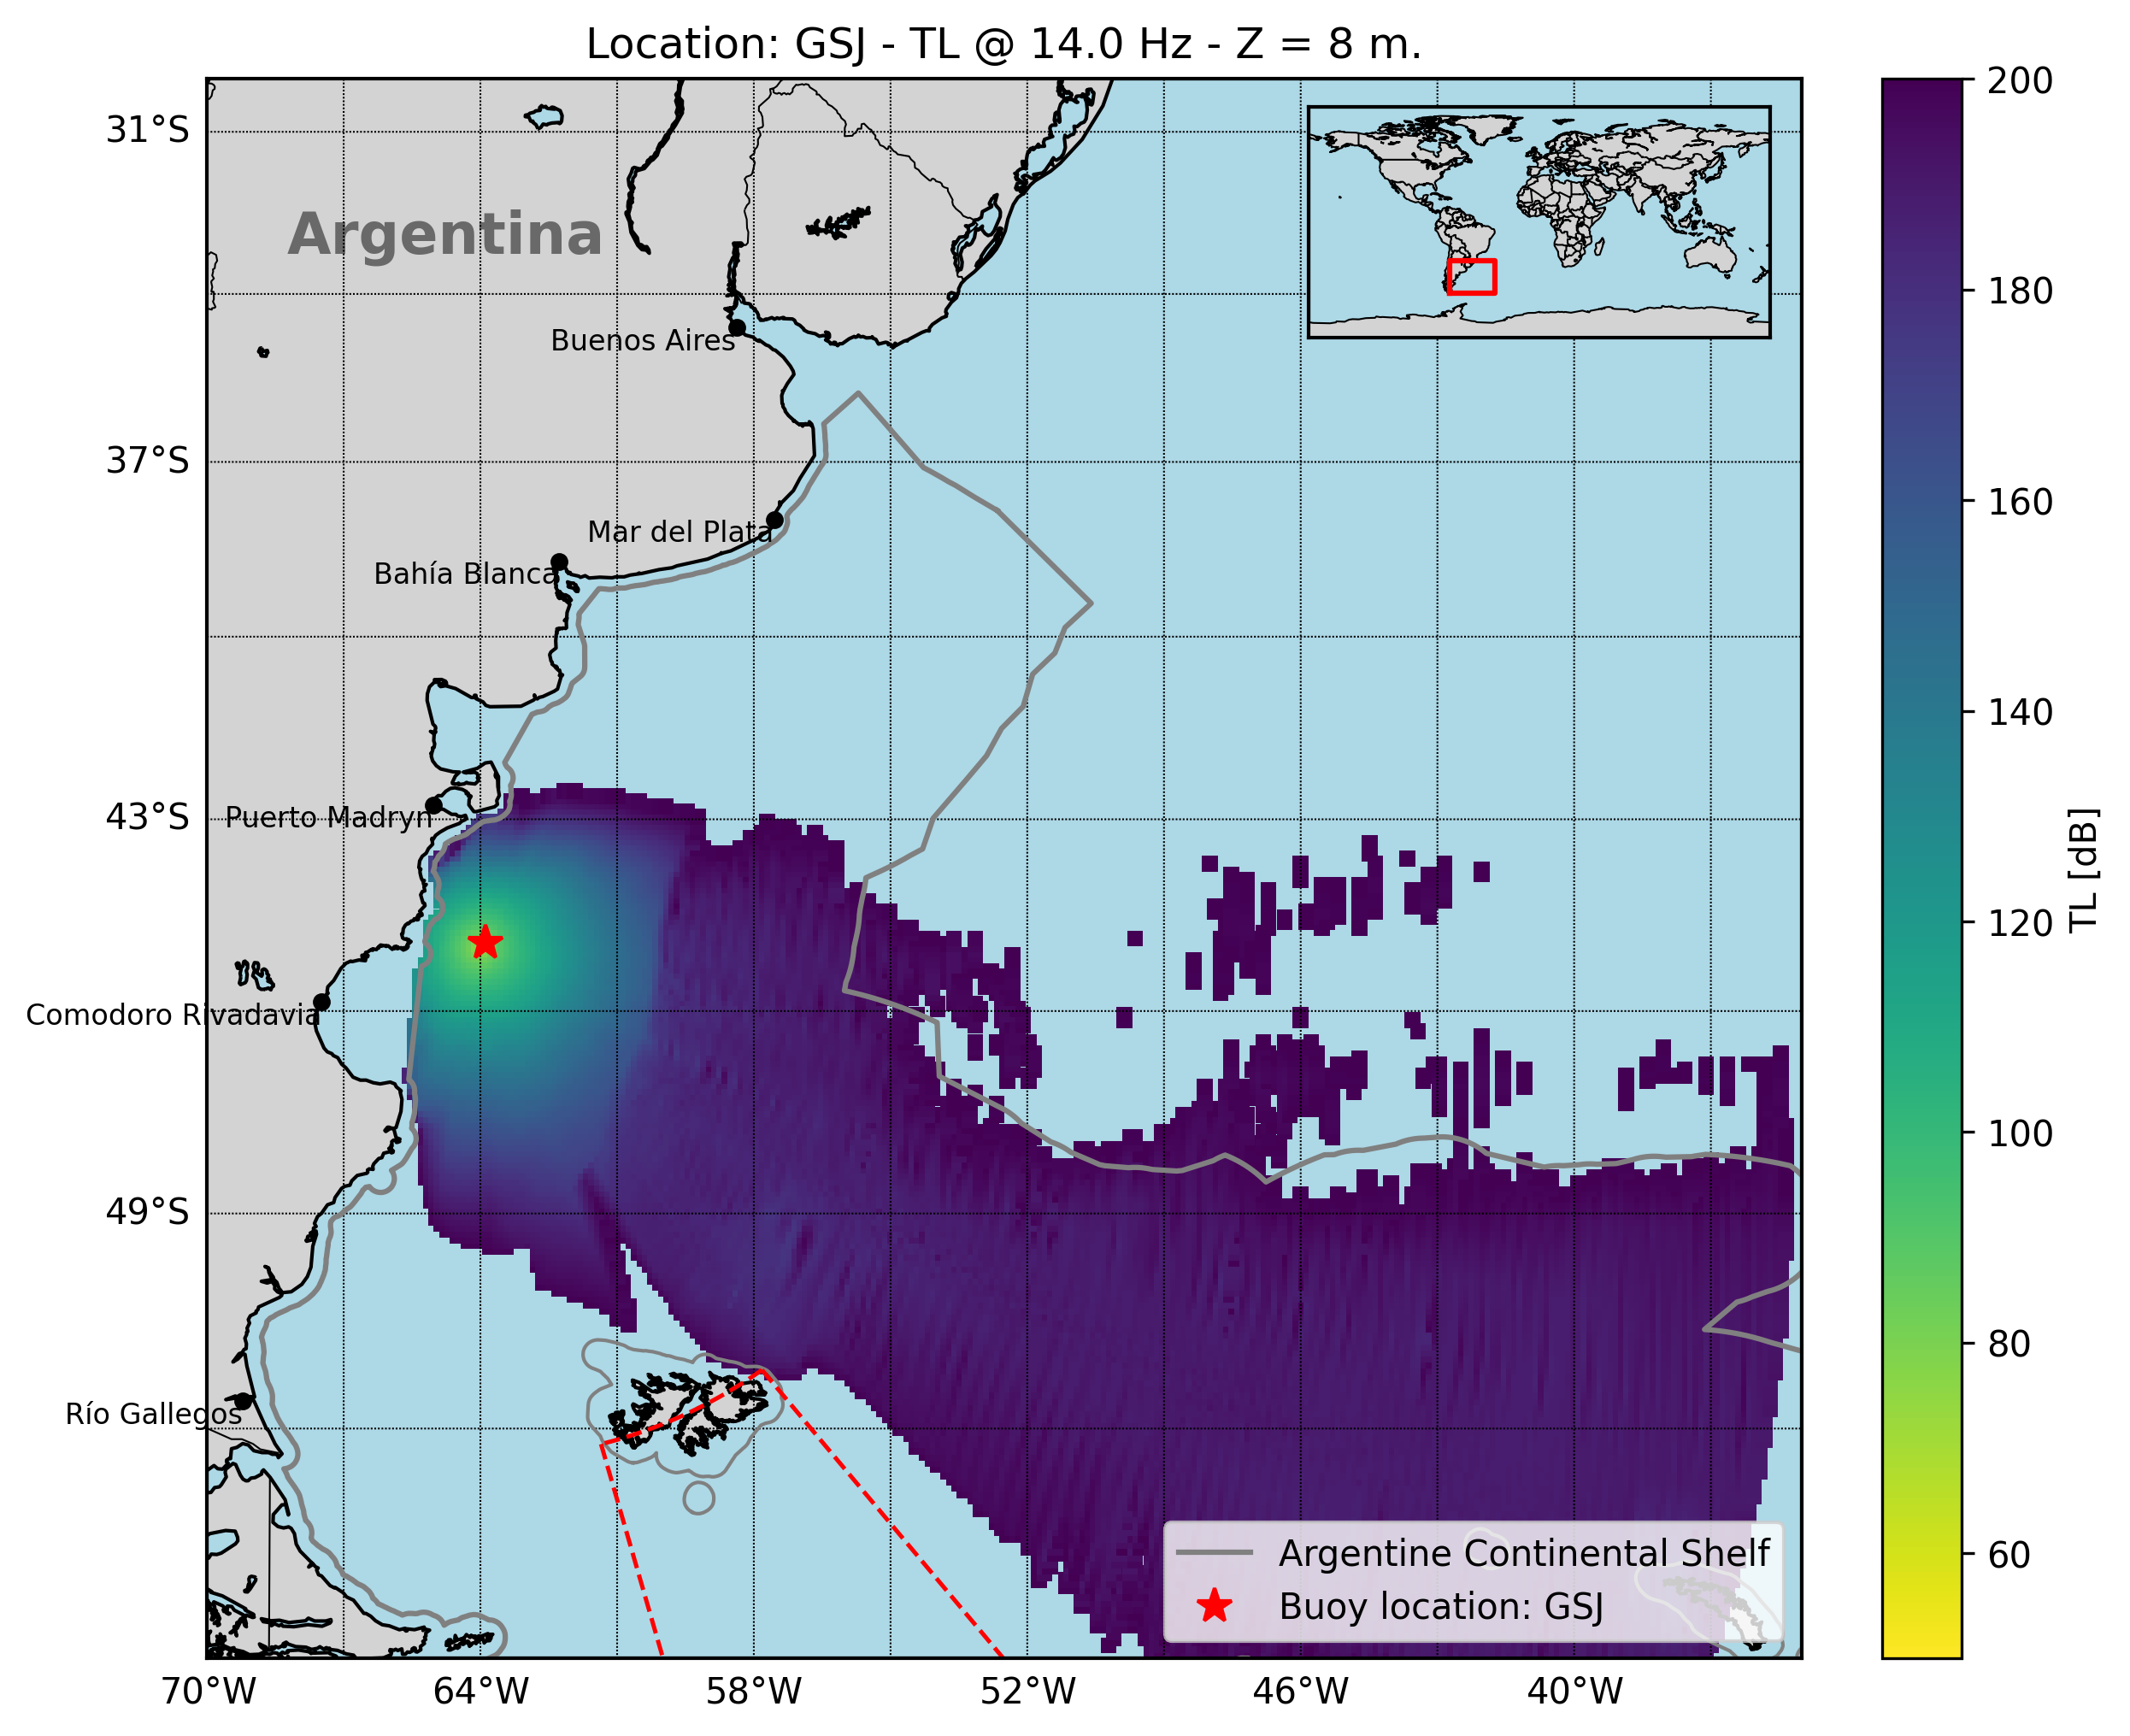 Location: GSJ - TL @ 14.0 Hz - Z = 8 m.
31°S
37°S
43°S
49°S
Argentina
Buenos Aires
Mar del Plata
Bahía Blanca
Puerto Madryn
Comodoro Rivadavia
Río Gallegos
Argentine Continental Shelf
Buoy location: GSJ
70°W
64°W
58°W
52°W
46°W
40°W
200
180
160
140
120
100
80
60
TL [dB]